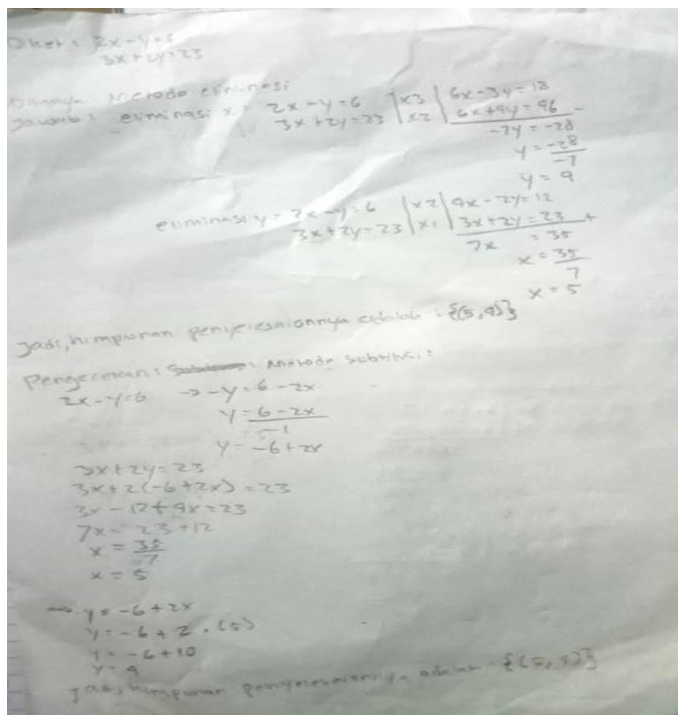 Diket : 2x - y = 6
3x + 2y = 23
Ditanya : Metode eliminasi
Jawab : eliminasi x = 2x - y = 6 | x3 | 6x - 3y = 18
3x + 2y = 23 | x2 | 6x + 4y = 46 -
-7y = -28
y = -28
-7
y = 4
eliminasi y = 2x - y = 6 | x2 | 4x - 2y = 12
3x + 2y = 23 | x1 | 3x + 2y = 23 +
7x = 35
x = 35
7
x = 5
Jadi, himpunan penyelesaiannya adalah : {(5,4)}
Pengecekan : : Metode Subtitusi :
2x - y = 6 -> -y = 6 - 2x
y = 6 - 2x
-1
y = -6 + 2x
3x + 2y = 23
3x + 2(-6 + 2x) = 23
3x - 12 + 4x = 23
7x = 23 + 12
x = 35
7
x = 5
-> y = -6 + 2x
y = -6 + 2 . (5)
y = -6 + 10
y = 4
Jadi, himpunan penyelesaiannya adalah : {(5,4)}